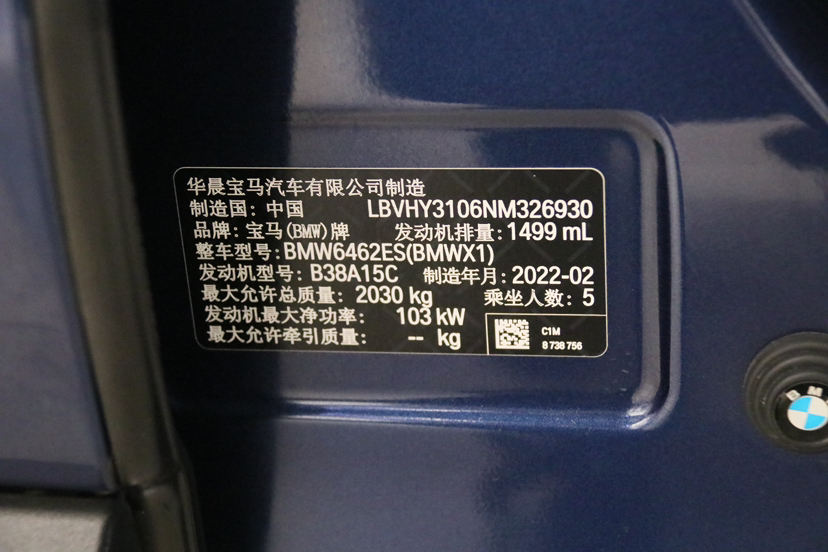 华晨宝马汽车有限公司制造
制造国: 中国 LBVHY3106NM326930
品牌: 宝马(BMW)牌 发动机排量: 1499 mL
整车型号: BMW6462ES(BMWX1)
发动机型号: B38A15C 制造年月: 2022-02
最大允许总质量: 2030 kg 乘坐人数: 5
发动机最大净功率: 103 kW
最大允许牵引质量: -- kg
C1M
8 738 756
BMW